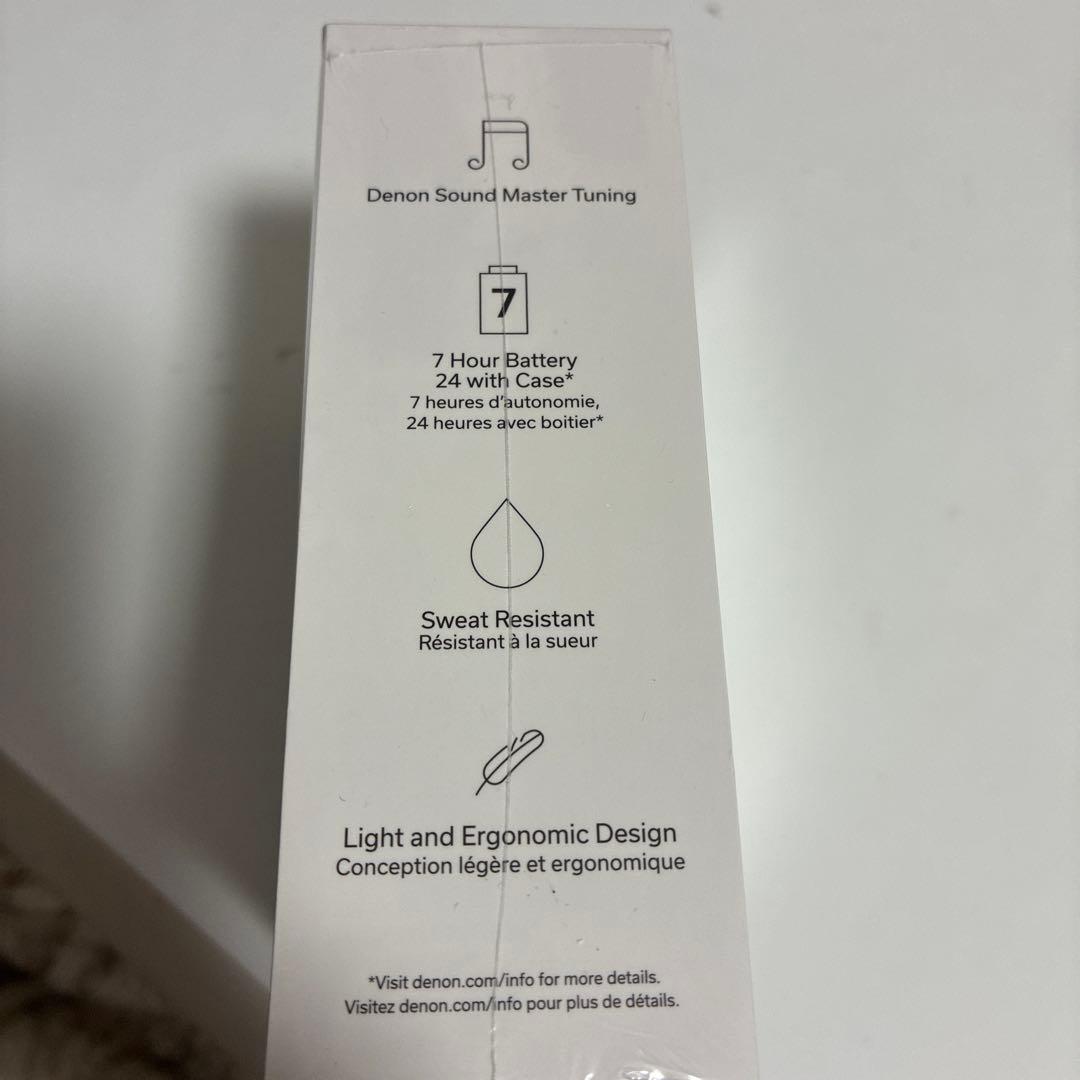 Denon Sound Master Tuning
7
7 Hour Battery
24 with Case*
7 heures d'autonomie,
24 heures avec boitier*
Sweat Resistant
Résistant à la sueur
Light and Ergonomic Design
Conception légère et ergonomique
*Visit denon.com/info for more details.
Visitez denon.com/info pour plus de détails.